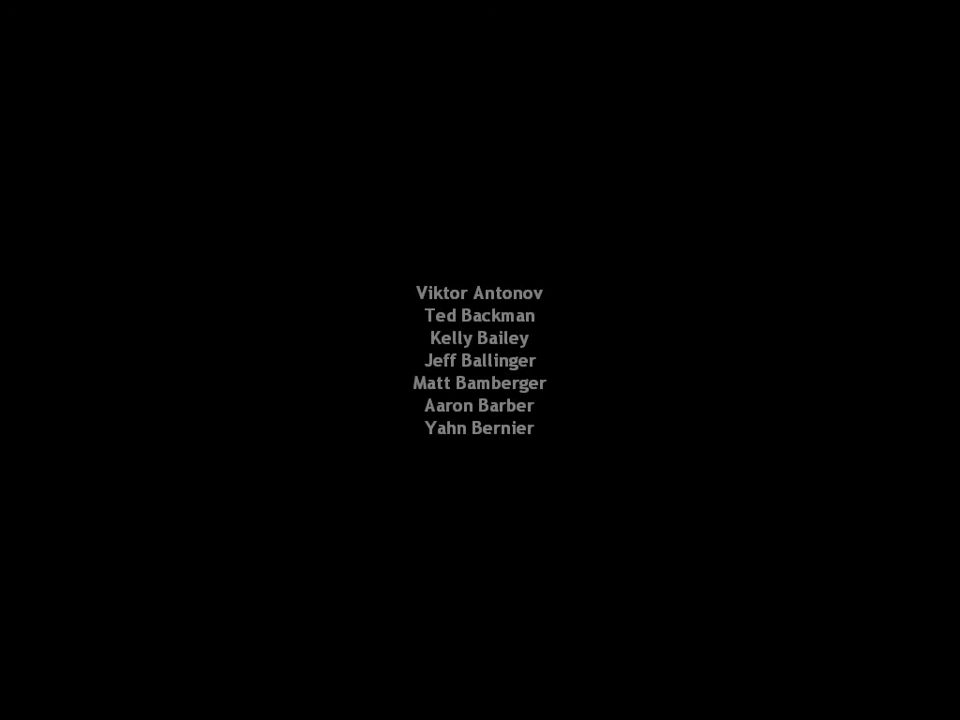 Viktor Antonov
Ted Backman
Kelly Bailey
Jeff Ballinger
Matt Bamberger
Aaron Barber
Yahn Bernier